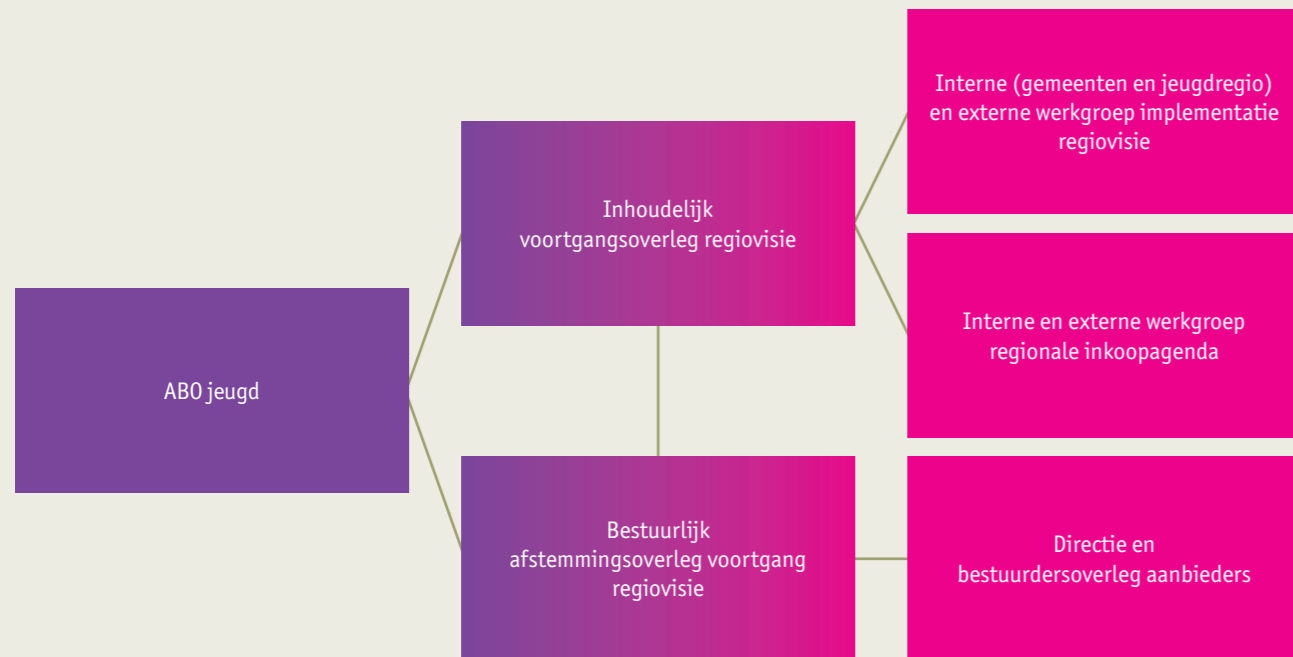 ABO jeugd
Inhoudelijk
voortgangsoverleg regiovisie
Bestuurlijk
afstemmingsoverleg voortgang
regiovisie
Interne (gemeenten en jeugdregio)
en externe werkgroep implementatie
regiovisie
Interne en externe werkgroep
regionale inkoopagenda
Directie en
bestuurdersoverleg aanbieders